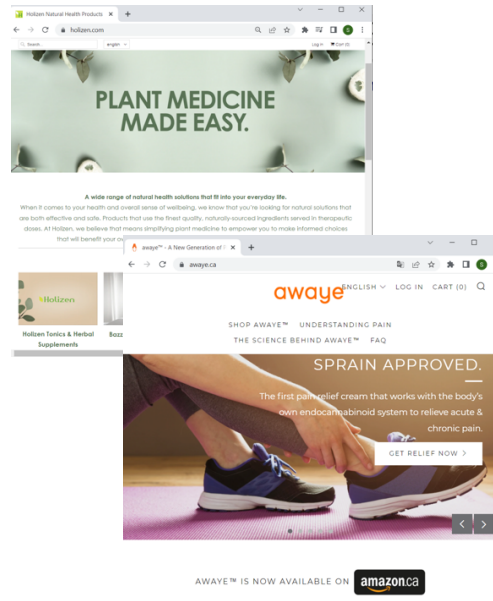 Holizen Natural Health Products
holizen.com
Search...
english
Log in
Cart (0)
PLANT MEDICINE
MADE EASY.
A wide range of natural health solutions that fit into your everyday life.
When it comes to your health and overall sense of wellbeing, we know that you're looking for natural solutions that
are both effective and safe. Products that use the finest quality, naturally-sourced ingredients served in therapeutic
doses. At Holizen, we believe that means simplifying plant medicine to empower you to make informed choices
that will benefit your
Holizen
Holizen Tonics & Herbal
Supplements
Bazz
awaye™ - A New Generation of
awaye.ca
S
awaye
ENGLISH
LOG IN
CART (0)
SHOP AWAYE™ UNDERSTANDING PAIN
THE SCIENCE BEHIND AWAYE™ FAQ
SPRAIN APPROVED.
The first pain relief cream that works with the body's
own endocannabinoid system to relieve acute &
chronic pain.
GET RELIEF NOW
AWAYE™ IS NOW AVAILABLE ON amazon.ca